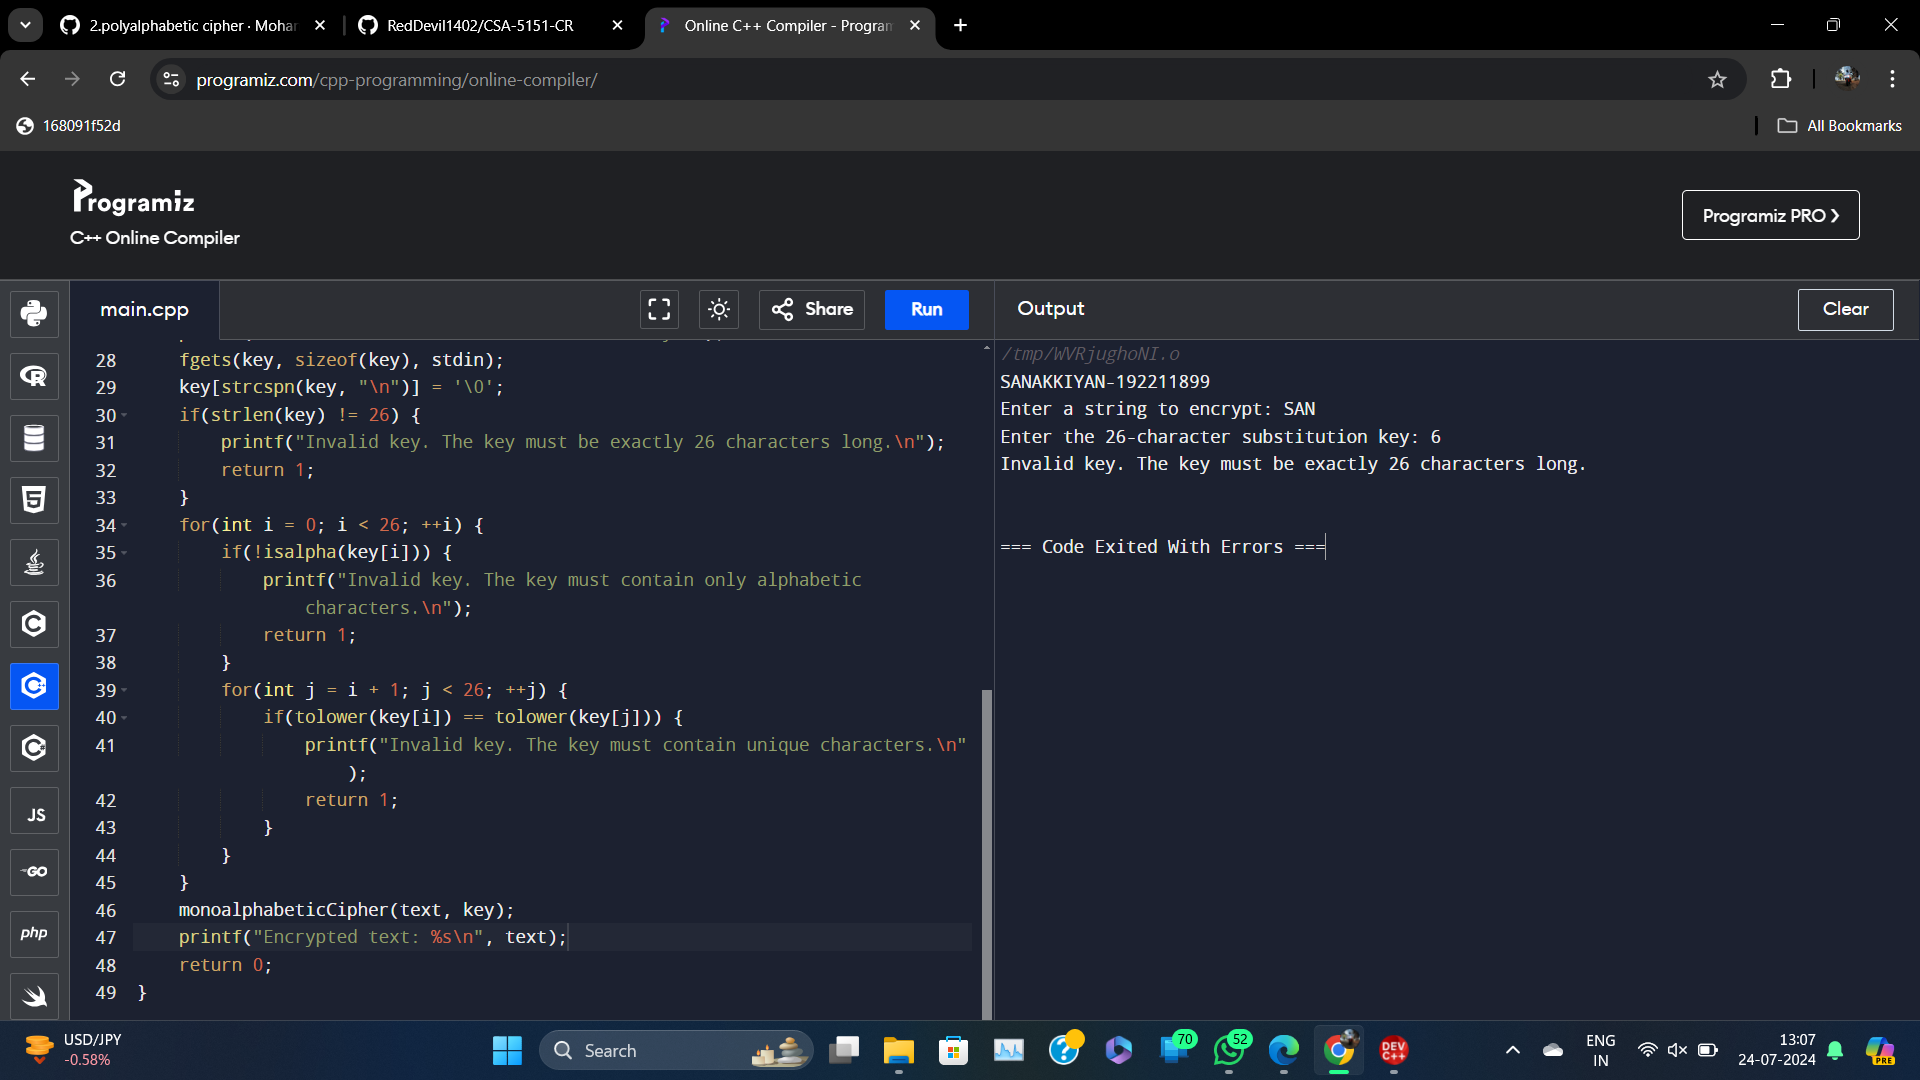 2.polyalphabetic cipher · Mohan
RedDevil1402/CSA-5151-CR
Online C++ Compiler - Program
programiz.com/cpp-programming/online-compiler/
168091f52d
All Bookmarks
Programiz
C++ Online Compiler
Programiz PRO ❯
main.cpp
Share
Run
Output
Clear
28 fgets(key, sizeof(key), stdin);
29 key[strcspn(key, "\n")] = '\0';
30 if(strlen(key) != 26) {
31 printf("Invalid key. The key must be exactly 26 characters long.\n");
32 return 1;
33 }
34 for(int i = 0; i < 26; ++i) {
35 if(!isalpha(key[i])) {
36 printf("Invalid key. The key must contain only alphabetic
characters.\n");
37 return 1;
38 }
39 for(int j = i + 1; j < 26; ++j) {
40 if(tolower(key[i]) == tolower(key[j])) {
41 printf("Invalid key. The key must contain unique characters.\n"
);
42 return 1;
43 }
44 }
45 }
46 monoalphabeticCipher(text, key);
47 printf("Encrypted text: %s\n", text);
48 return 0;
49 }
/tmp/WVRjughoNI.o
SANAKKIYAN-192211899
Enter a string to encrypt: SAN
Enter the 26-character substitution key: 6
Invalid key. The key must be exactly 26 characters long.
=== Code Exited With Errors ===
JS
GO
php
USD/JPY
-0.58%
Search
70
52
DEV
C++
ENG
IN
13:07
24-07-2024
PRE